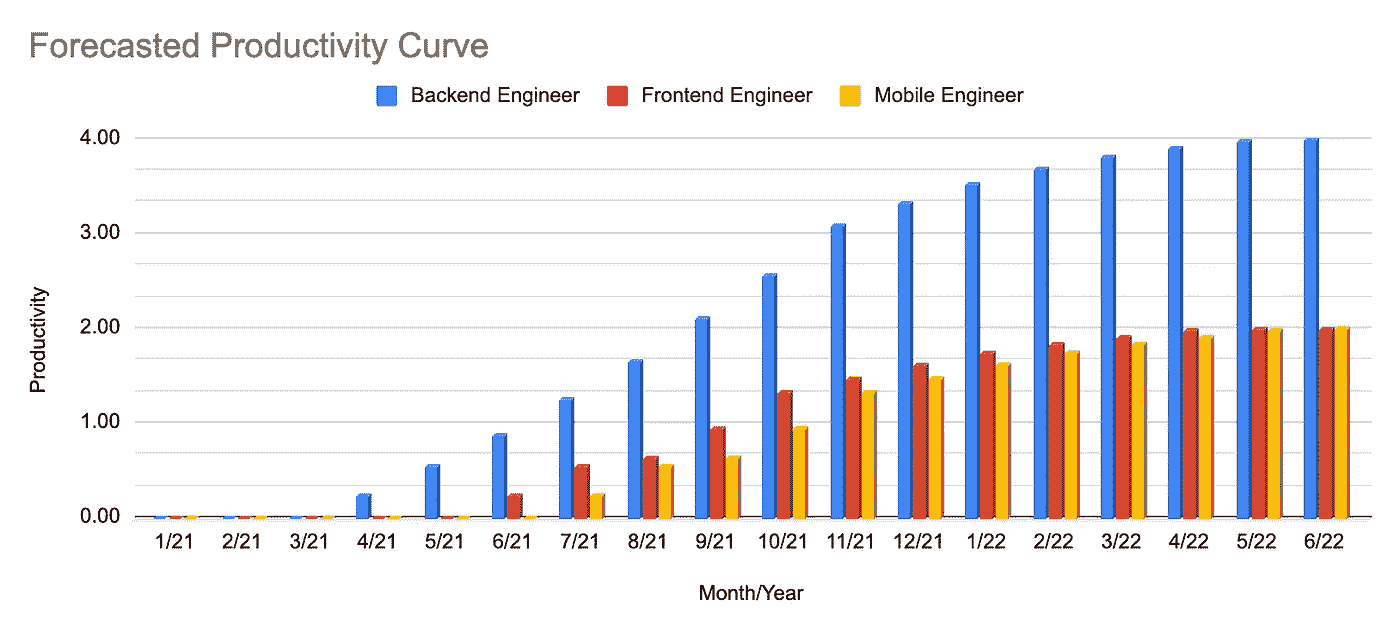 Forecasted Productivity Curve
Backend Engineer Frontend Engineer Mobile Engineer
4.00
3.00
2.00
1.00
0.00
Productivity
1/21 2/21 3/21 4/21 5/21 6/21 7/21 8/21 9/21 10/21 11/21 12/21 1/22 2/22 3/22 4/22 5/22 6/22
Month/Year